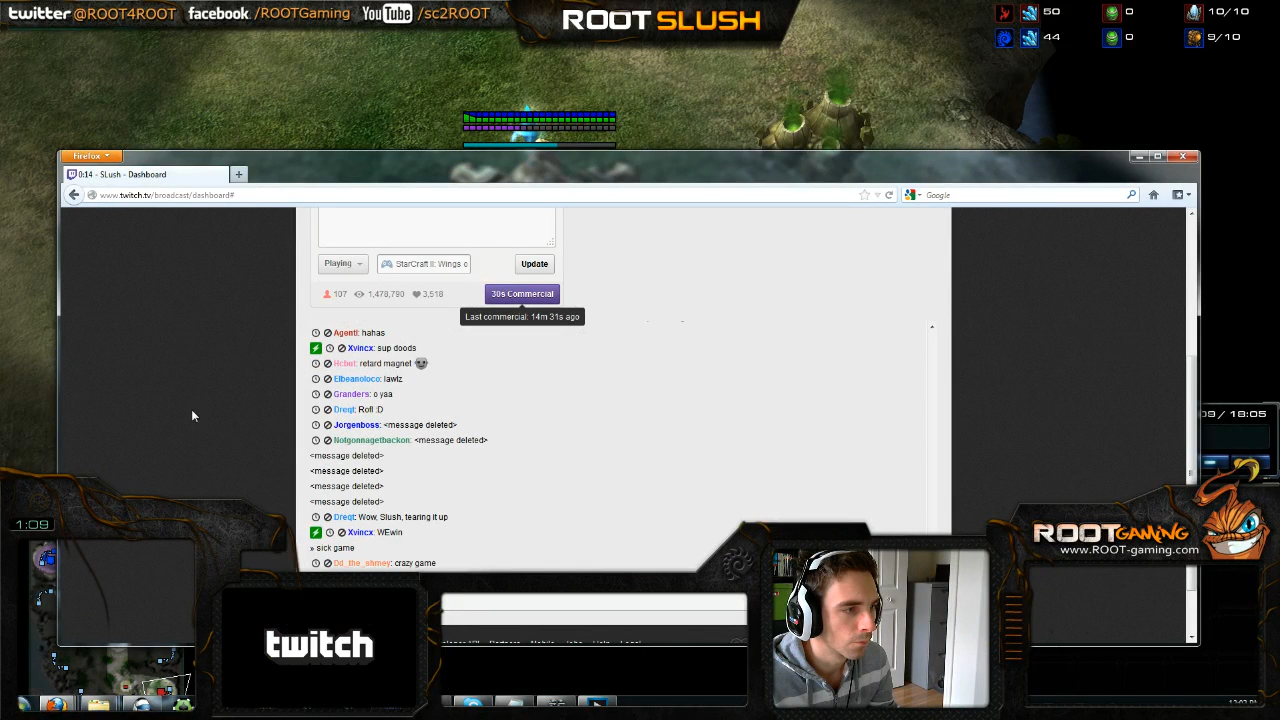 twitter @ROOT4ROOT facebook /ROOTGaming YouTube /sc2ROOT
ROOT SLUSH
50 0 10/10
44 0 9/10
Firefox
0:14 - SLush - Dashboard
www.twitch.tv/broadcast/dashboard#
Google
Playing StarCraft II: Wings o Update
107 1,478,790 3,518 30s Commercial
Last commercial: 14m 31s ago
Agentl: hahas
Xvincx: sup doods
Hcbut: retard magnet
Elbeanoloco: lawlz
Granders: o yaa
Dreqt: Rofl :D
Jorgenboss: <message deleted>
Notgonnagetbackon: <message deleted>
<message deleted>
<message deleted>
<message deleted>
<message deleted>
Dreqt: Wow, Slush, tearing it up
Xvincx: WEwin
» sick game
Dd_the_ahmey: crazy game
/ 18:05
1:09
ROOTGAMING
www.ROOT-gaming.com
twitch